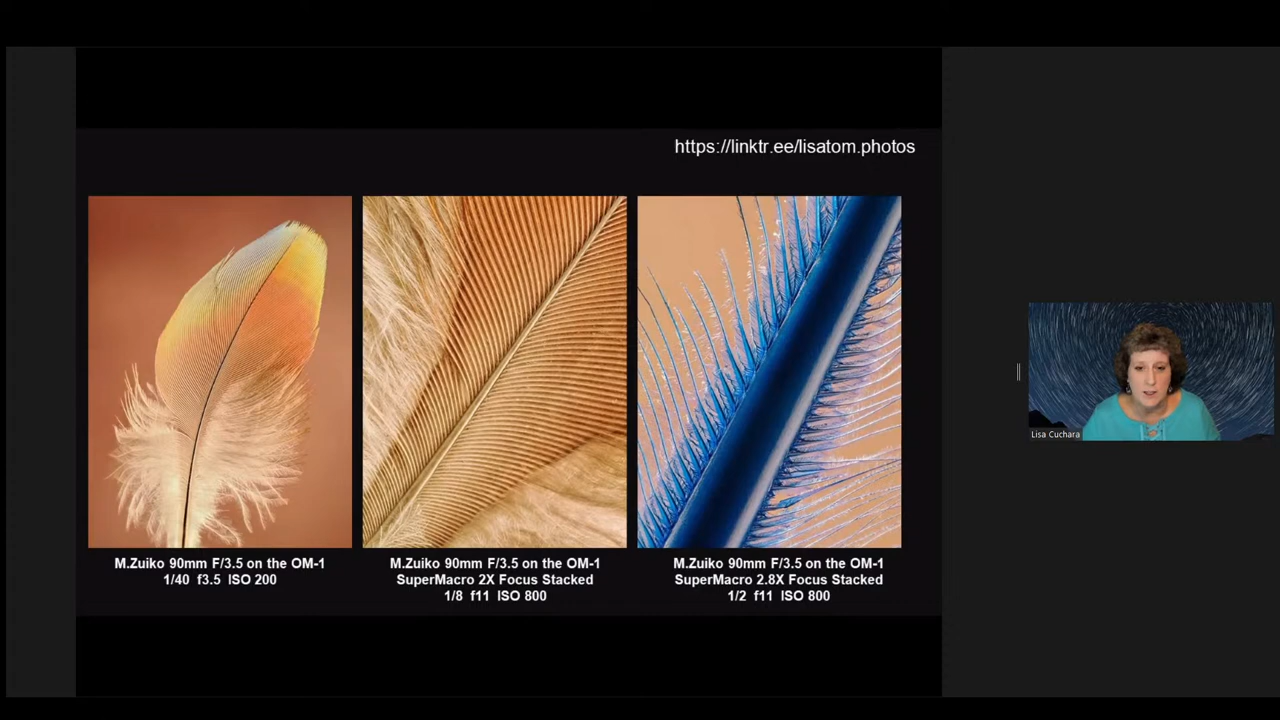 https://linktr.ee/lisatom.photos
M.Zuiko 90mm F/3.5 on the OM-1
1/40 f3.5 ISO 200
M.Zuiko 90mm F/3.5 on the OM-1
SuperMacro 2X Focus Stacked
1/8 f11 ISO 800
M.Zuiko 90mm F/3.5 on the OM-1
SuperMacro 2.8X Focus Stacked
1/2 f11 ISO 800
Lisa Cuchara